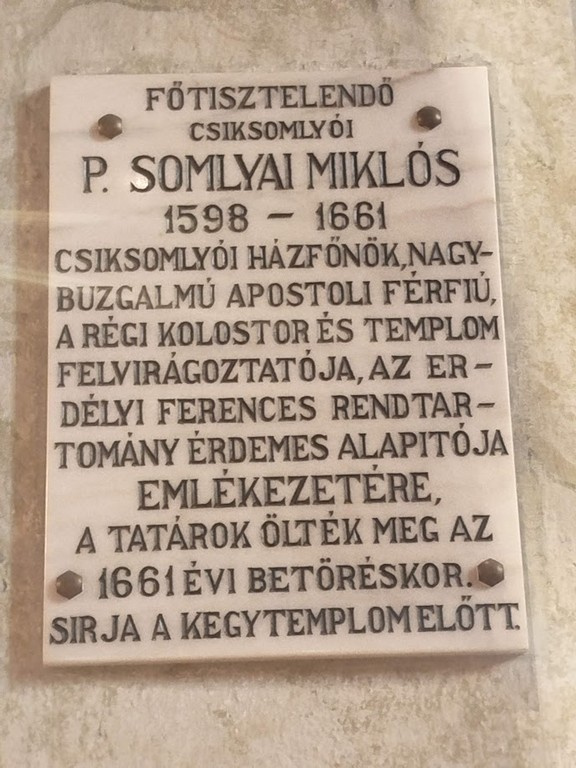 FŐTISZTELENDŐ
CSIKSOMLYÓI
P. SOMLYAI MIKLÓS
1598 - 1661
CSIKSOMLYÓI HÁZFŐNÖK, NAGY-
BUZGALMÚ APOSTOLI FÉRFIÚ,
A RÉGI KOLOSTOR ÉS TEMPLOM
FELVIRÁGOZTATÓJA, AZ ER-
DÉLYI FERENCES RENDTAR-
TOMÁNY ÉRDEMES ALAPITÓJA
EMLÉKEZETÉRE,
A TATÁROK ÖLTÉK MEG AZ
1661 ÉVI BETÖRÉSKOR.
SIRJA A KEGYTEMPLOM ELŐTT.